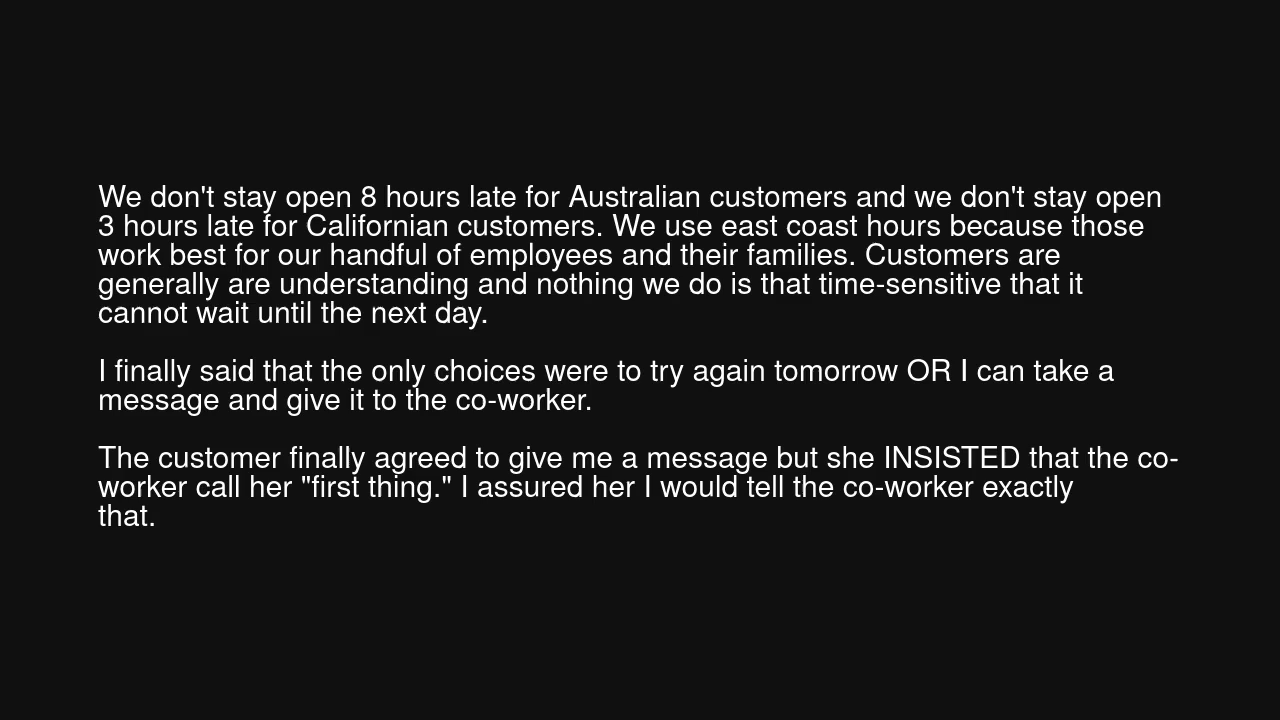 We don't stay open 8 hours late for Australian customers and we don't stay open
3 hours late for Californian customers. We use east coast hours because those
work best for our handful of employees and their families. Customers are
generally are understanding and nothing we do is that time-sensitive that it
cannot wait until the next day.
I finally said that the only choices were to try again tomorrow OR I can take a
message and give it to the co-worker.
The customer finally agreed to give me a message but she INSISTED that the co-
worker call her "first thing." I assured her I would tell the co-worker exactly
that.